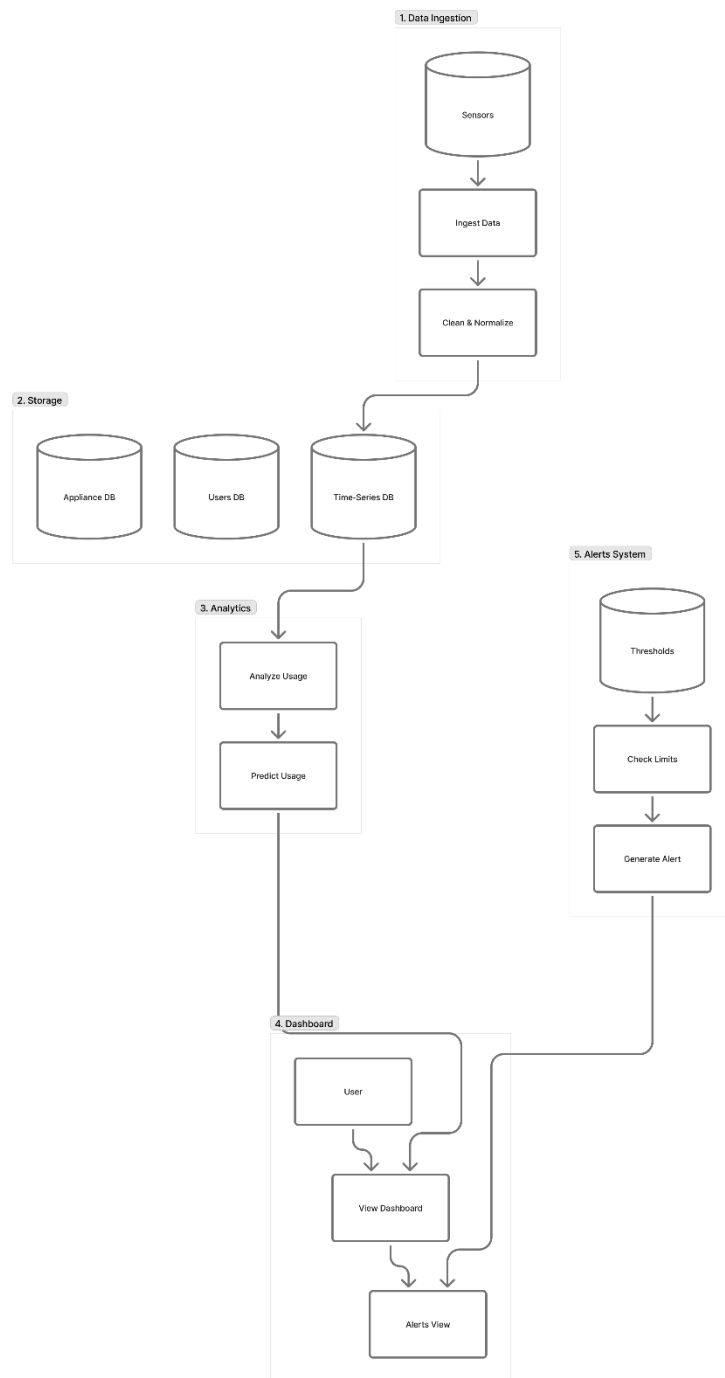 1. Data Ingestion
Sensors
Ingest Data
Clean & Normalize
2. Storage
Appliance DB
Users DB
Time-Series DB
5. Alerts System
3. Analytics
Thresholds
Analyze Usage
Check Limits
Predict Usage
Generate Alert
4. Dashboard
User
View Dashboard
Alerts View